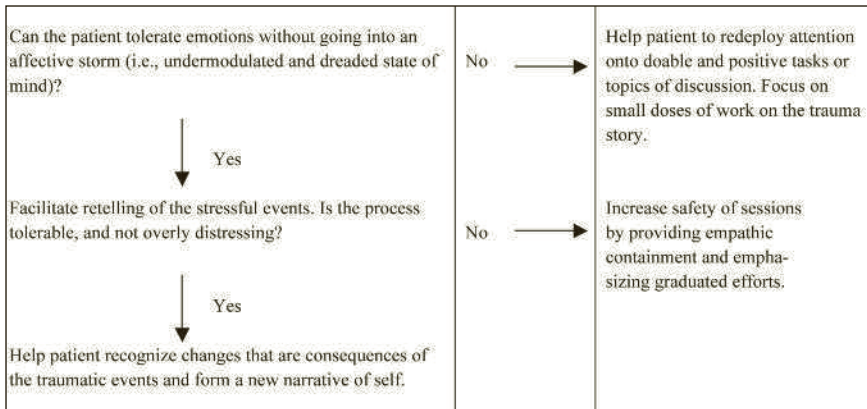 Can the patient tolerate emotions without going into an
affective storm (i.e., undermodulated and dreaded state of
mind)?
No
Help patient to redeploy attention
onto doable and positive tasks or
topics of discussion. Focus on
small doses of work on the trauma
story.
Yes
Facilitate retelling of the stressful events. Is the process
tolerable, and not overly distressing?
No
Increase safety of sessions
by providing empathic
containment and empha-
sizing graduated efforts.
Yes
Help patient recognize changes that are consequences of
the traumatic events and form a new narrative of self.